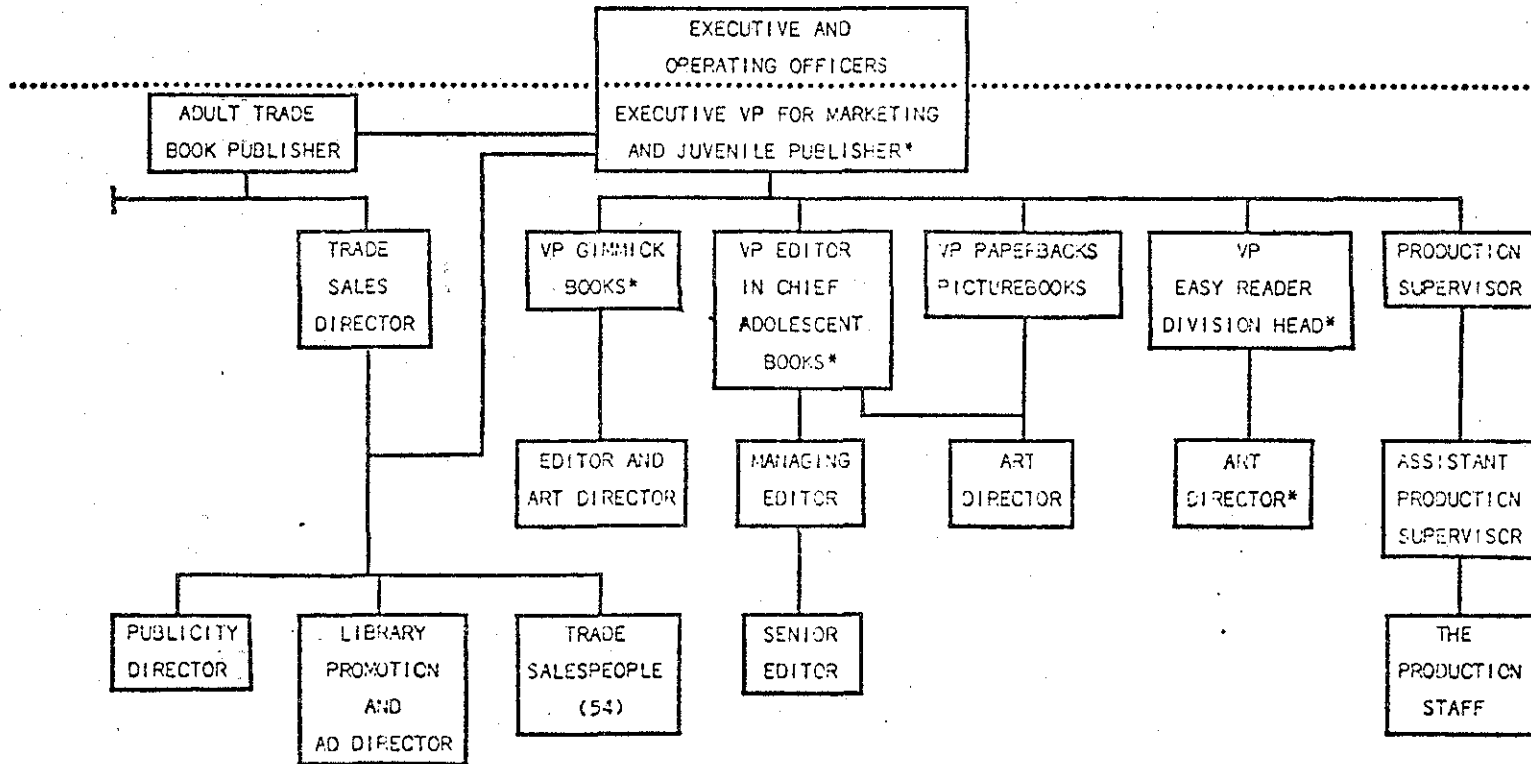 EXECUTIVE AND
OPERATING OFFICERS
ADULT TRADE
BOOK PUBLISHER
EXECUTIVE VP FOR MARKETING
AND JUVENILE PUBLISHER*
TRADE
SALES
DIRECTOR
VP GIMMICK
BOOKS*
VP EDITOR
IN CHIEF
ADOLESCENT
BOOKS*
VP PAPERBACKS
PICTUREBOOKS
VP
EASY READER
DIVISION HEAD*
PRODUCTION
SUPERVISOR
EDITOR AND
ART DIRECTOR
MANAGING
EDITOR
ART
DIRECTOR
ART
DIRECTOR*
ASSISTANT
PRODUCTION
SUPERVISOR
PUBLICITY
DIRECTOR
LIBRARY
PROMOTION
AND
AD DIRECTOR
TRADE
SALESPEOPLE
(54)
SENIOR
EDITOR
THE
PRODUCTION
STAFF